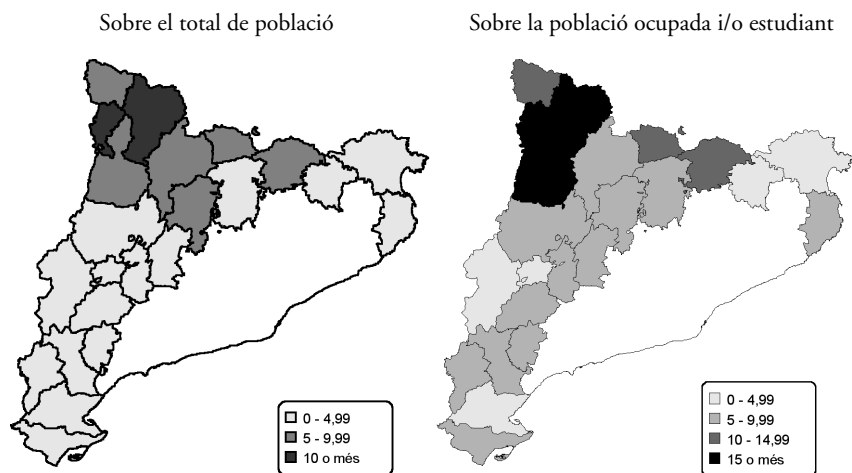 Sobre el total de població
Sobre la població ocupada i/o estudiant
0 - 4,99
5 - 9,99
10 o més
0 - 4,99
5 - 9,99
10 - 14,99
15 o més